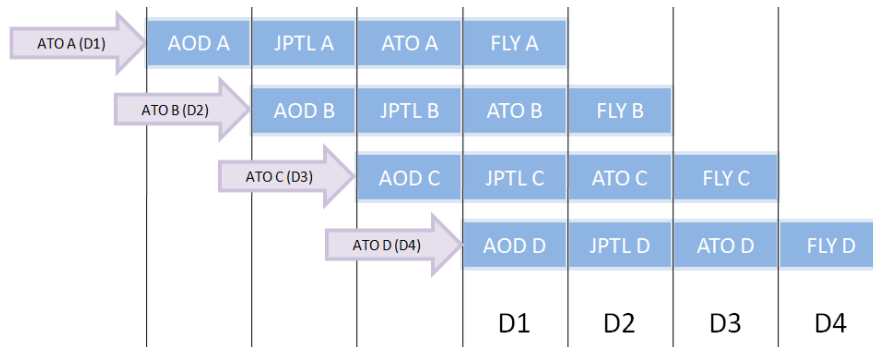 ATO A (D1) AOD A JPTL A ATO A FLY A
ATO B (D2) AOD B JPTL B ATO B FLY B
ATO C (D3) AOD C JPTL C ATO C FLY C
ATO D (D4) AOD D JPTL D ATO D FLY D
D1 D2 D3 D4